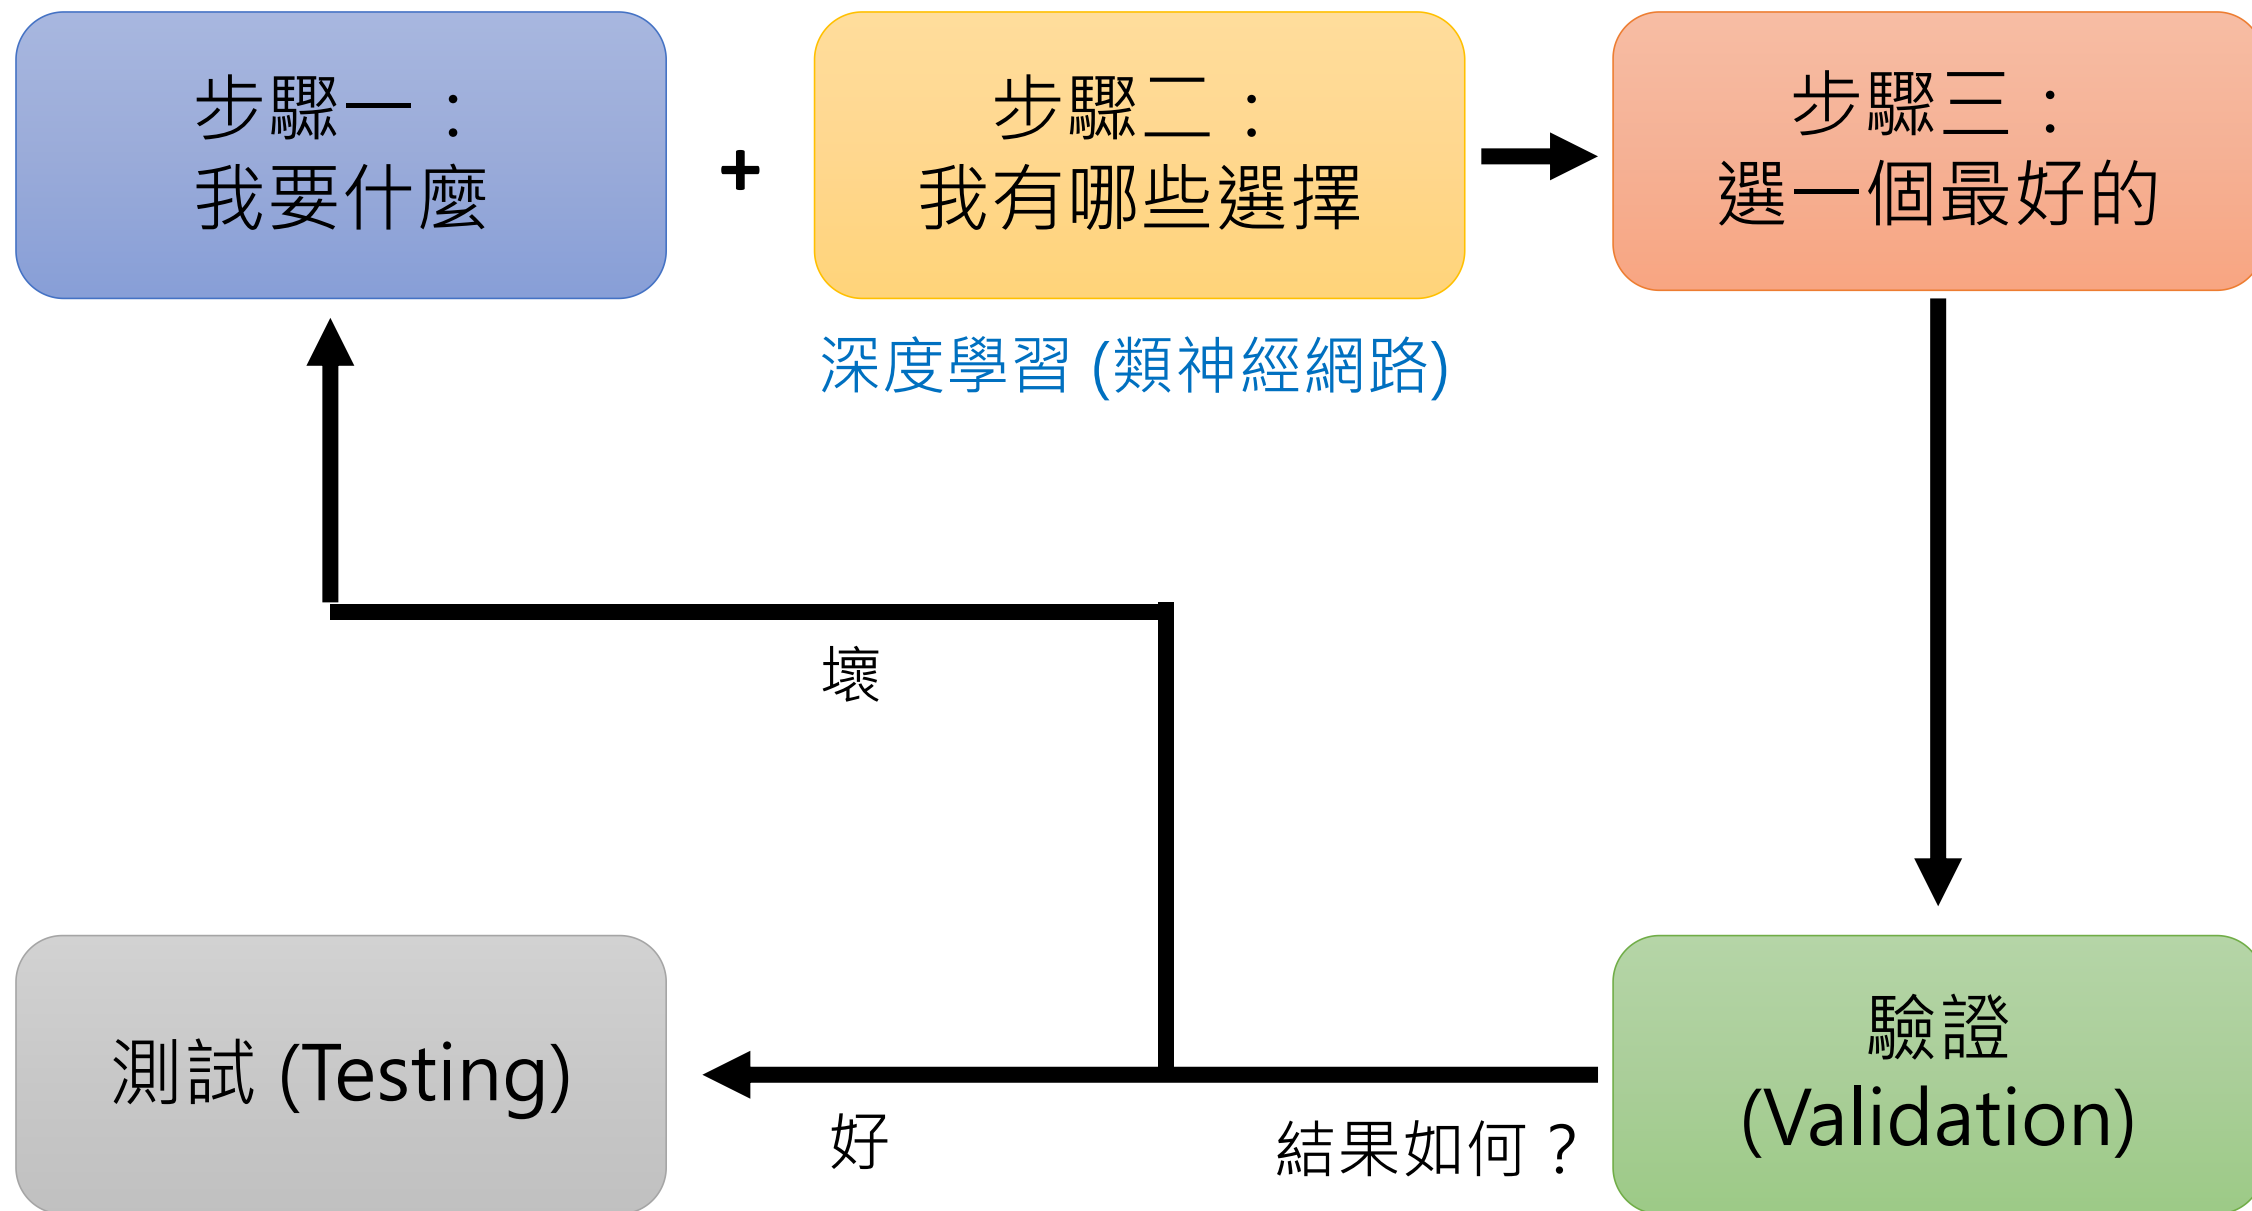 步驟一：
我要什麼
+
步驟二：
我有哪些選擇
步驟三：
選一個最好的
深度學習 (類神經網路)
壞
測試 (Testing)
好
結果如何？
驗證
(Validation)